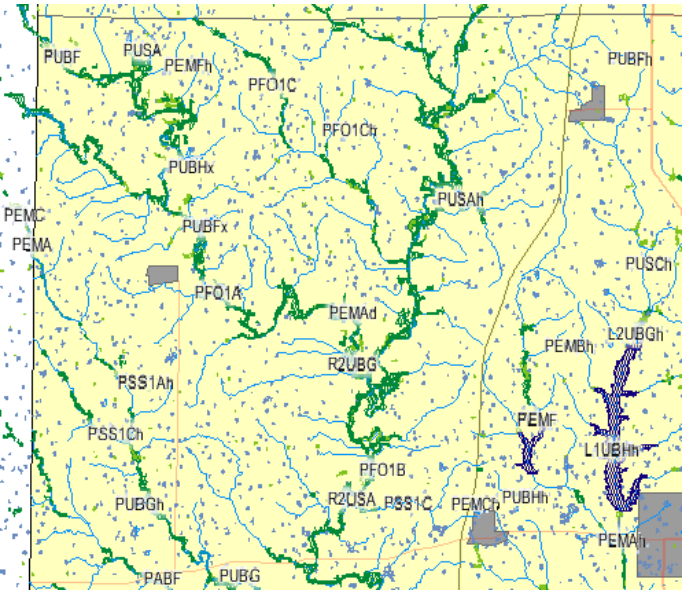 PUBF
PUSA
PEMFh
PUBFh
PFO1C
PFO1Ch
PUBHx
PUSAh
PEMC
PUBFx
PEMA
PUSCh
PFO1A
PEMAd
L2UBGh
PEMBh
R2UBG
PSS1Ah
PEMF
PSS1Ch
L1UBHh
PFO1B
PUBHh
R2USA
PSS1C
PEMCh
PUBGh
PEMAh
PABF
PUBG